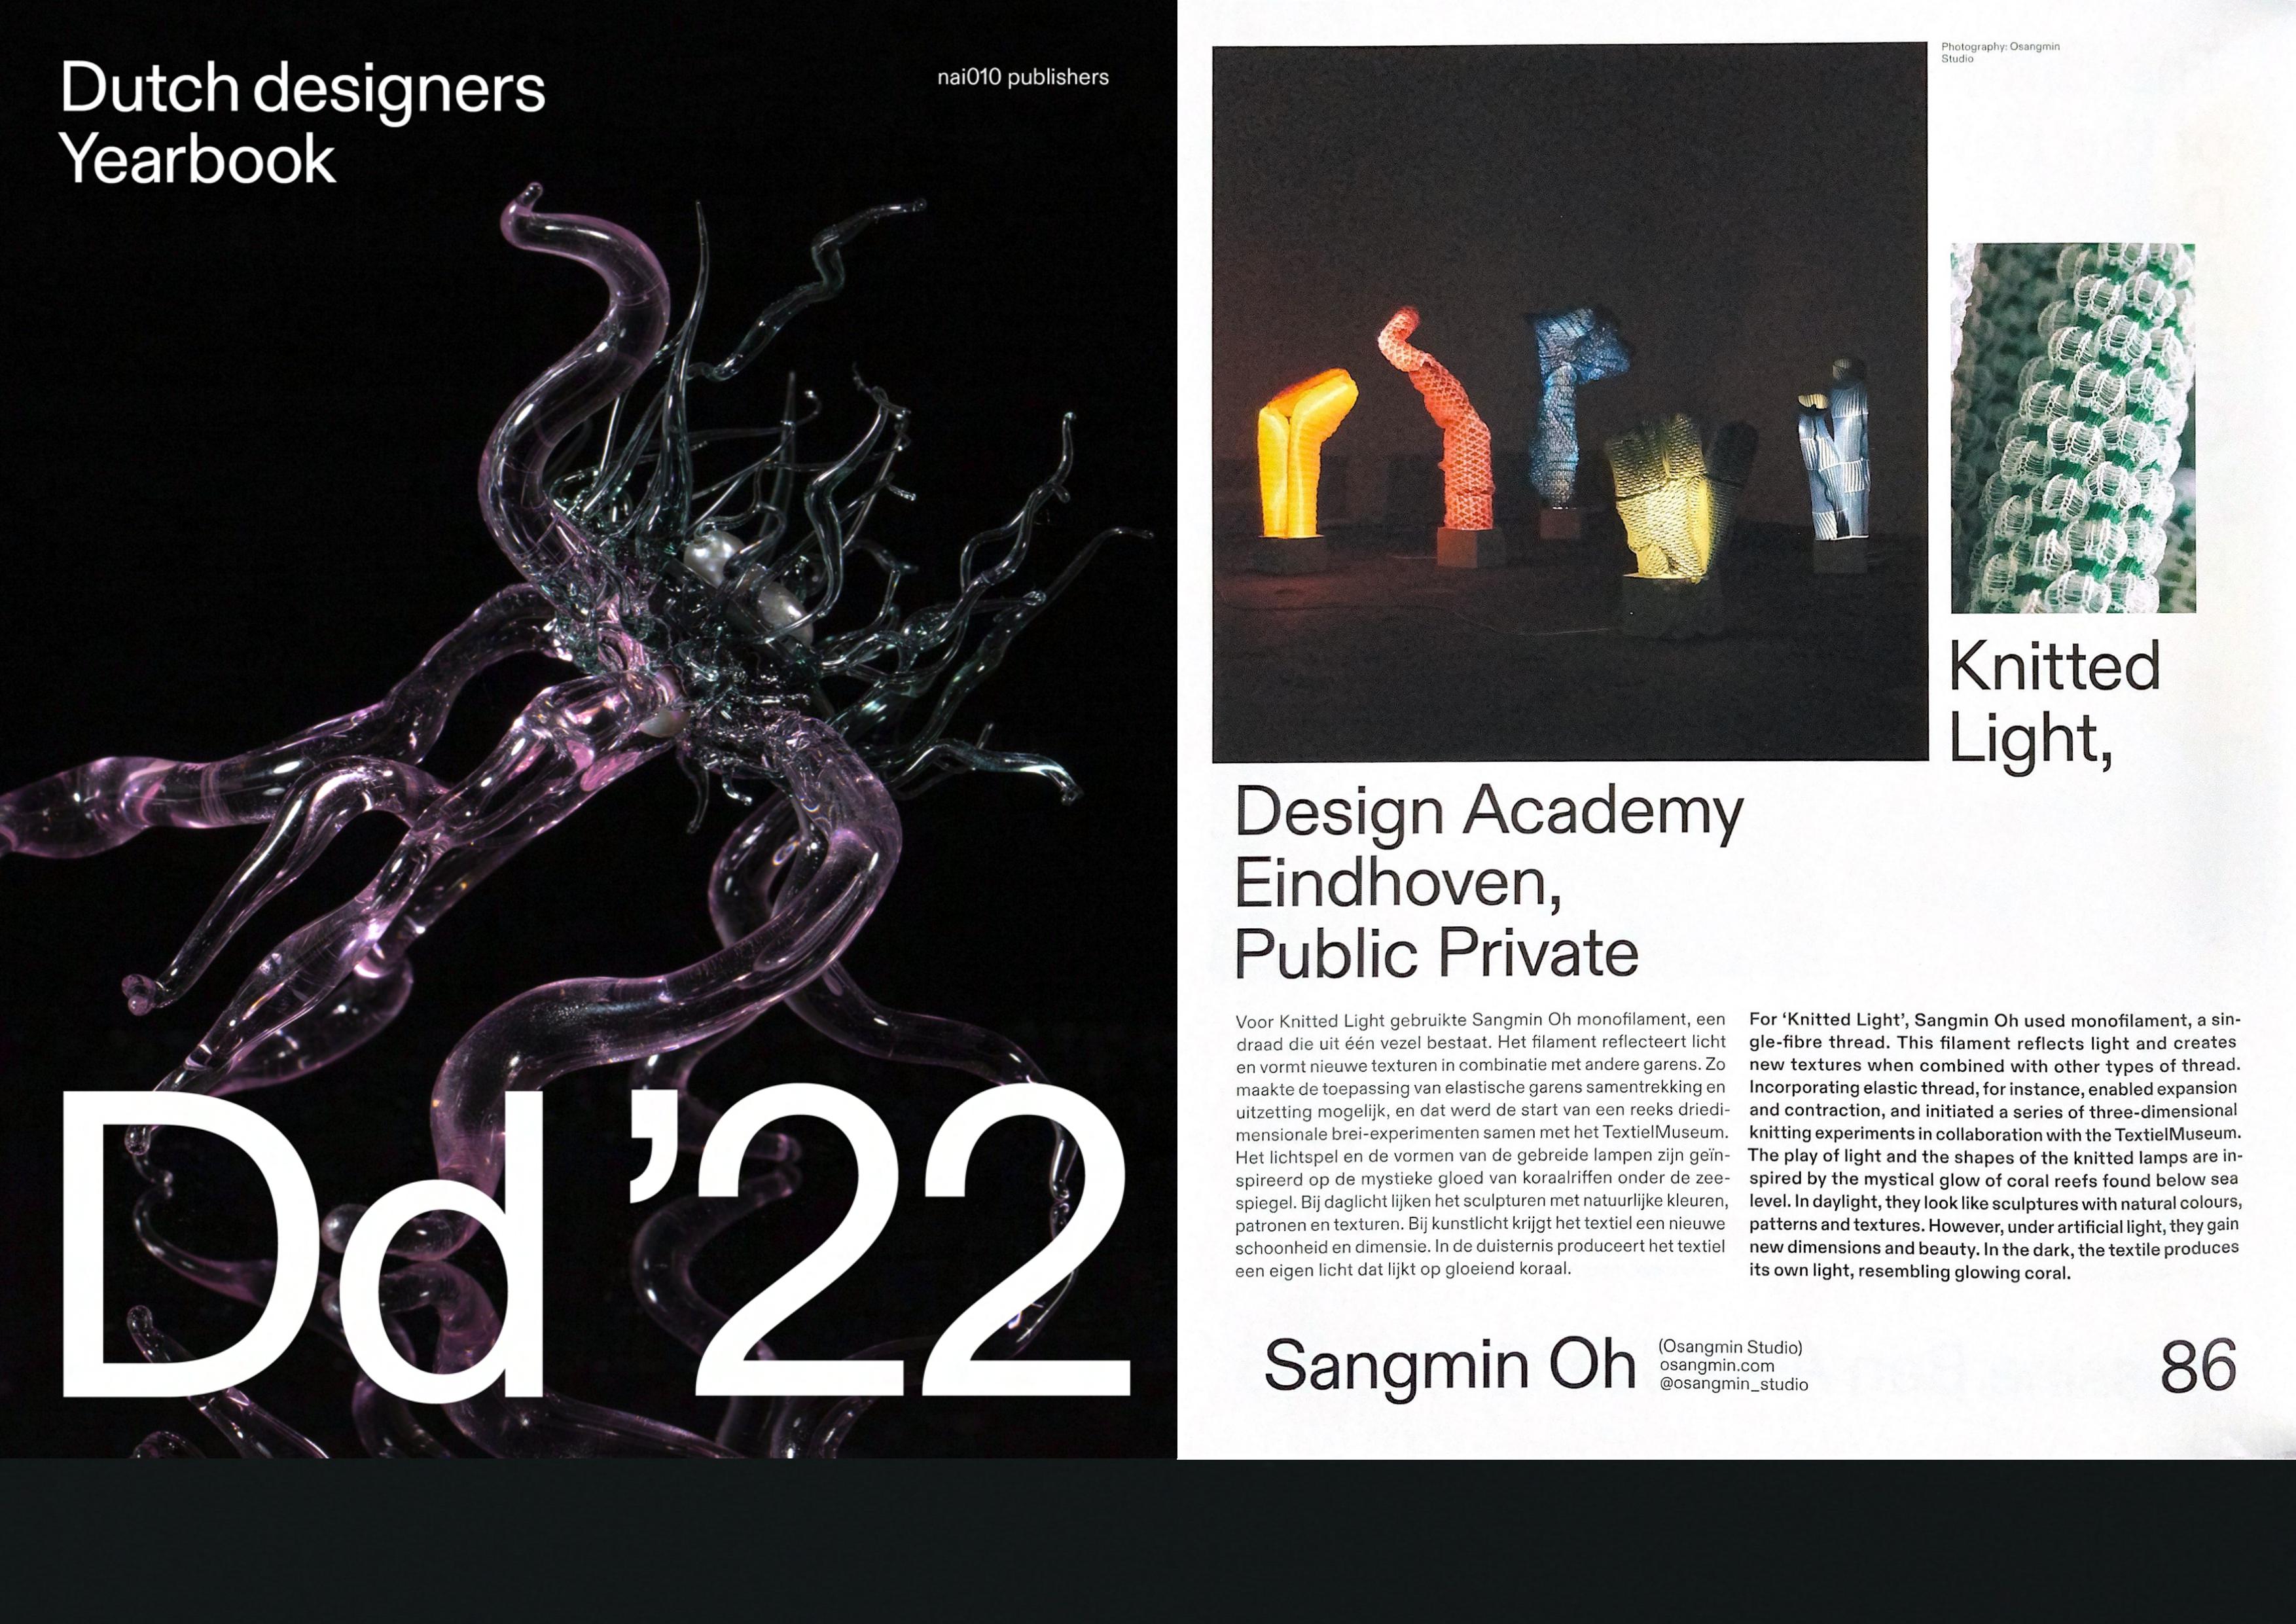 Dutch designers
Yearbook
nai010 publishers
Dd ’22
Photography: Osangmin
Studio
Knitted
Light,
Design Academy
Eindhoven,
Public Private
Voor Knitted Light gebruikte Sangmin Oh monofilament, een
draad die uit één vezel bestaat. Het filament reflecteert licht
en vormt nieuwe texturen in combinatie met andere garens. Zo
maakte de toepassing van elastische garens samentrekking en
uitzetting mogelijk, en dat werd de start van een reeks driedi-
mensionale brei-experimenten samen met het TextielMuseum.
Het lichtspel en de vormen van de gebreide lampen zijn geïn-
spireerd op de mystieke gloed van koraalriffen onder de zee-
spiegel. Bij daglicht lijken het sculpturen met natuurlijke kleuren,
patronen en texturen. Bij kunstlicht krijgt het textiel een nieuwe
schoonheid en dimensie. In de duisternis produceert het textiel
een eigen licht dat lijkt op gloeiend koraal.
For ‘Knitted Light’, Sangmin Oh used monofilament, a sin-
gle-fibre thread. This filament reflects light and creates
new textures when combined with other types of thread.
Incorporating elastic thread, for instance, enabled expansion
and contraction, and initiated a series of three-dimensional
knitting experiments in collaboration with the TextielMuseum.
The play of light and the shapes of the knitted lamps are in-
spired by the mystical glow of coral reefs found below sea
level. In daylight, they look like sculptures with natural colours,
patterns and textures. However, under artificial light, they gain
new dimensions and beauty. In the dark, the textile produces
its own light, resembling glowing coral.
Sangmin Oh
(Osangmin Studio)
osangmin.com
@osangmin_studio
86